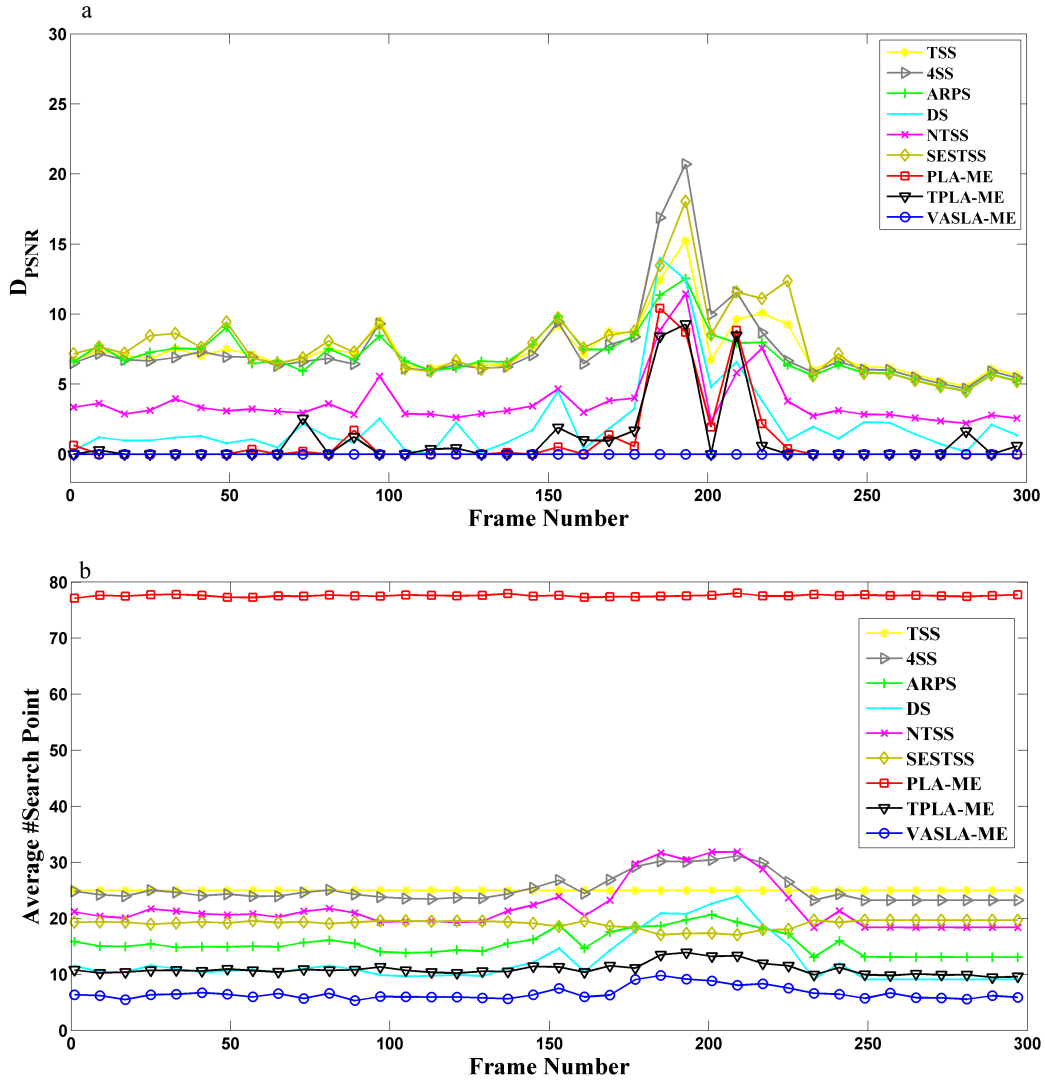 a
30
25
20
15
10
5
0
D_PSNR
0 50 100 150 200 250 300
Frame Number
TSS
4SS
ARPS
DS
NTSS
SESTSS
PLA-ME
TPLA-ME
VASLA-ME
b
80
70
60
50
40
30
20
10
0
Average #Search Point
0 50 100 150 200 250 300
Frame Number
TSS
4SS
ARPS
DS
NTSS
SESTSS
PLA-ME
TPLA-ME
VASLA-ME